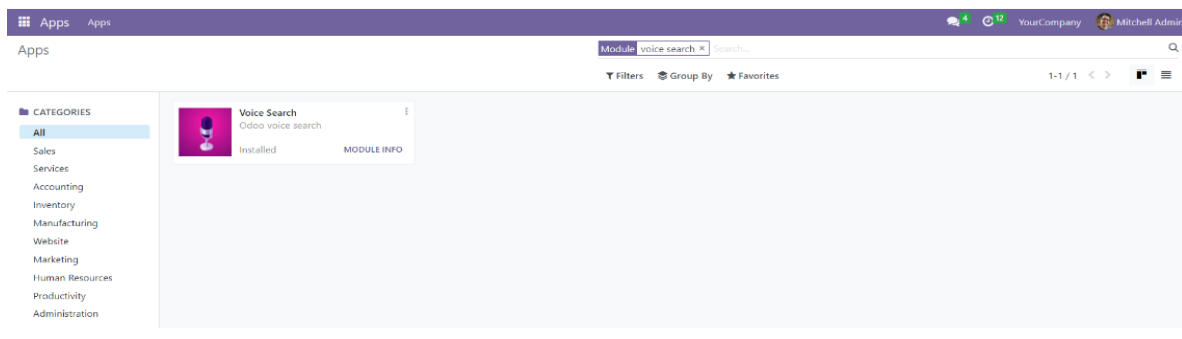 Apps Apps 4 12 YourCompany Mitchell Admin
Apps
Module voice search × Search...
Filters Group By Favorites 1-1 / 1
CATEGORIES
All
Sales
Services
Accounting
Inventory
Manufacturing
Website
Marketing
Human Resources
Productivity
Administration
Voice Search
Odoo voice search
Installed MODULE INFO